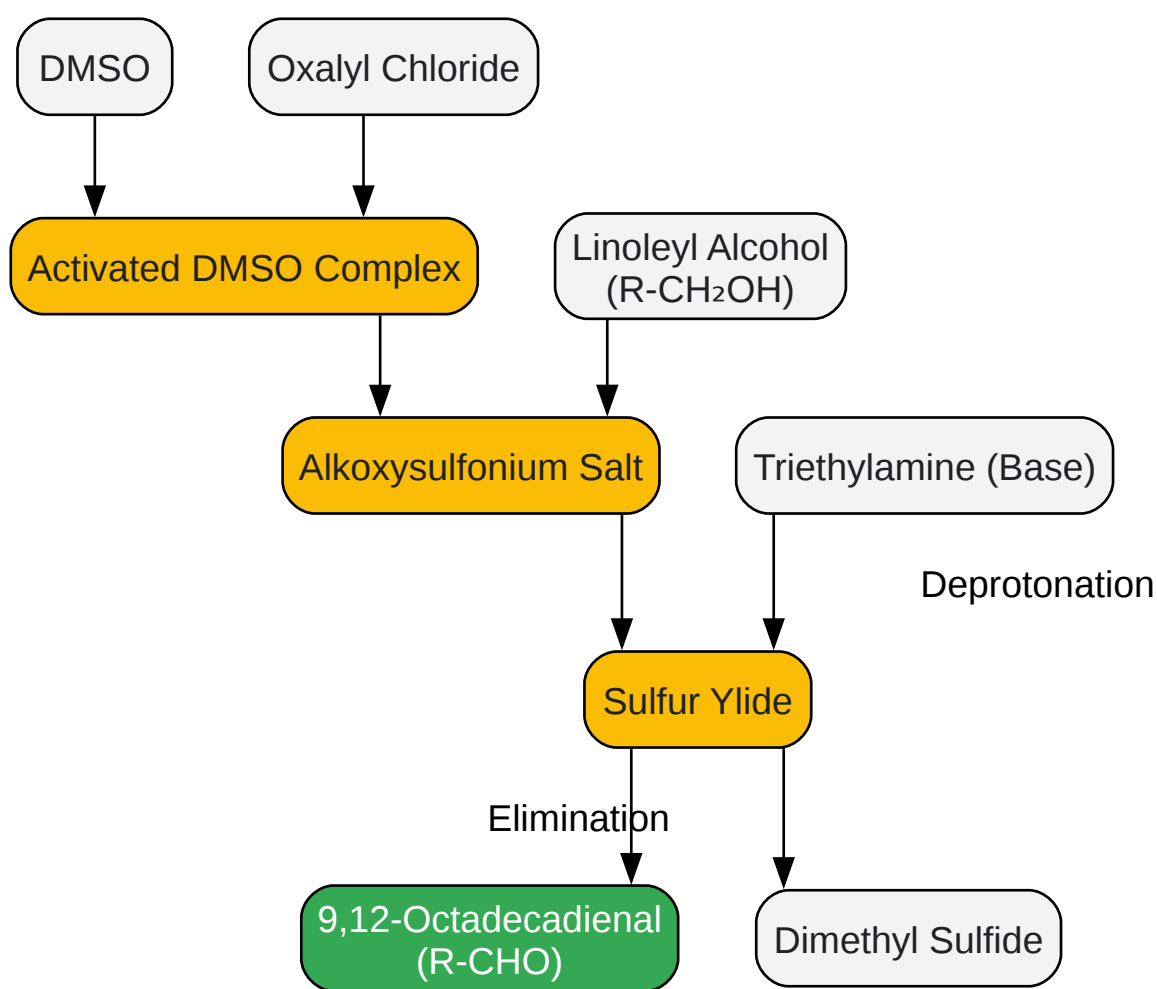 DMSO
Oxalyl Chloride
Activated DMSO Complex
Linoleyl Alcohol
(R-CH₂OH)
Alkoxysulfonium Salt
Triethylamine (Base)
Deprotonation
Sulfur Ylide
Elimination
9,12-Octadecadienal
(R-CHO)
Dimethyl Sulfide